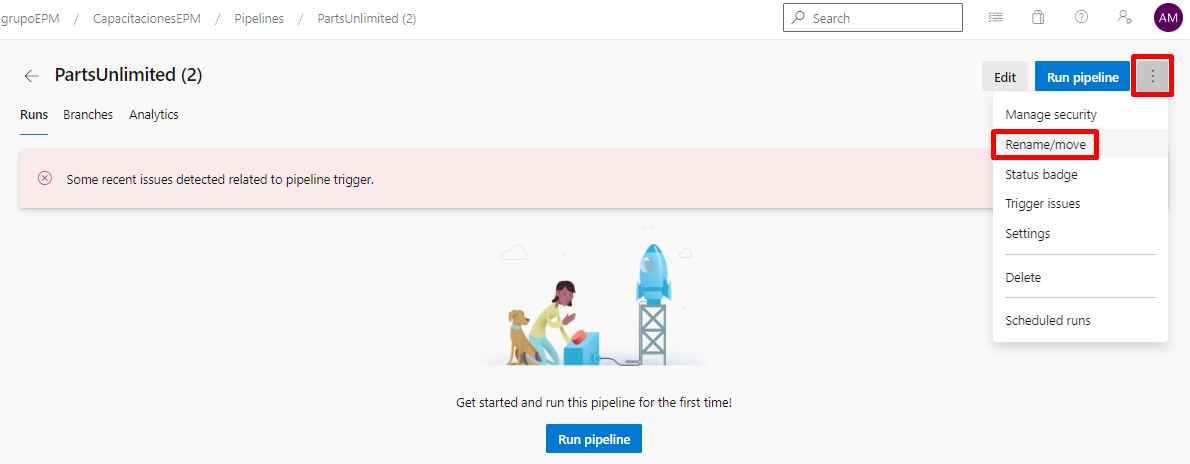 grupoEPM / CapacitacionesEPM / Pipelines / PartsUnlimited (2)
Search
AM
PartsUnlimited (2)
Edit
Run pipeline
Runs
Branches
Analytics
Manage security
Rename/move
Status badge
Trigger issues
Settings
Delete
Scheduled runs
Some recent issues detected related to pipeline trigger.
Get started and run this pipeline for the first time!
Run pipeline